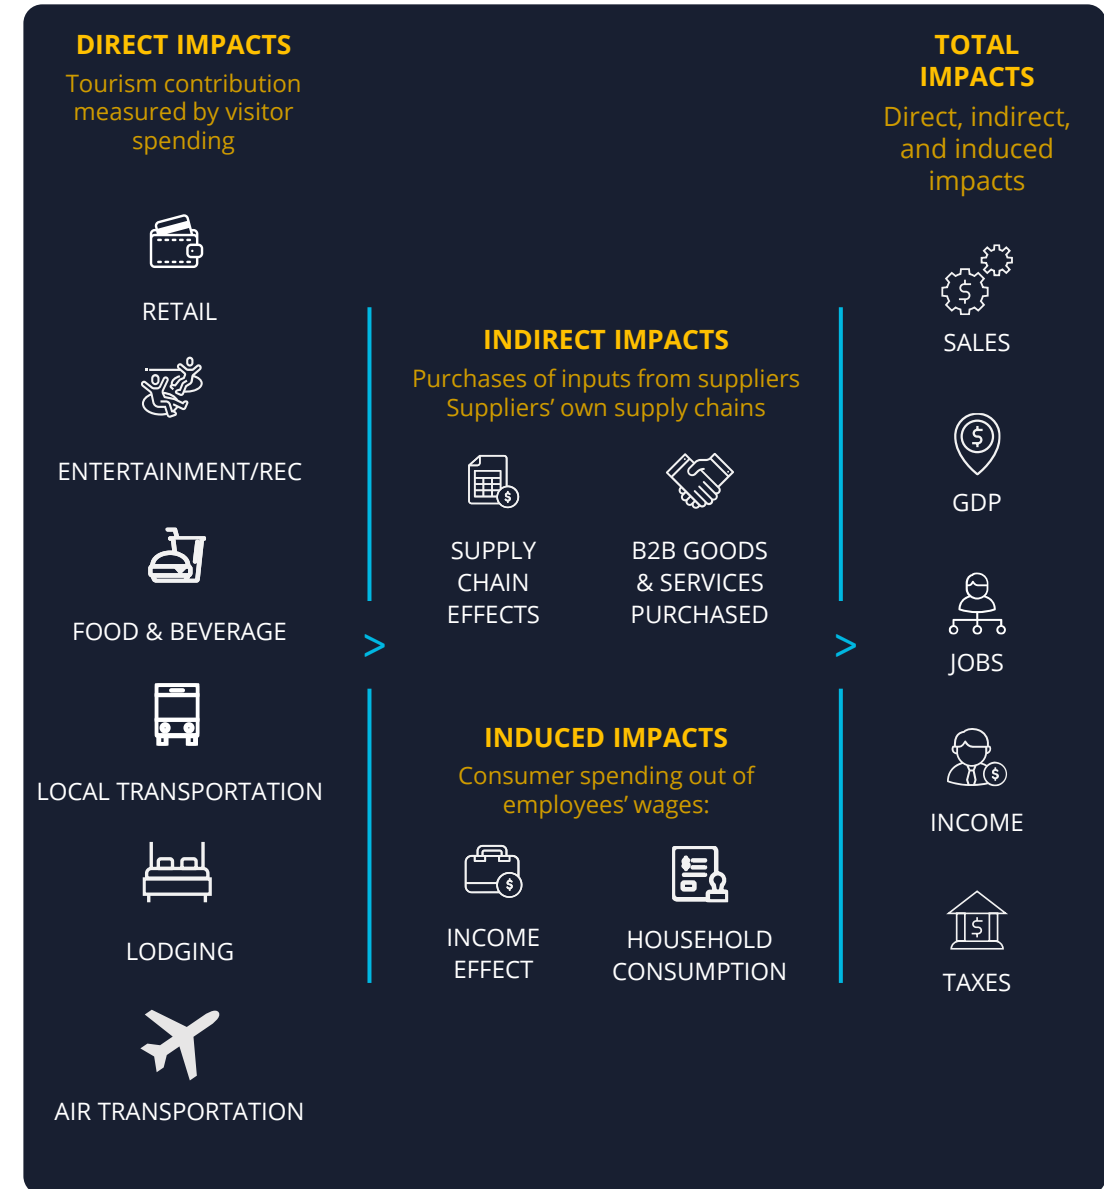 DIRECT IMPACTS
Tourism contribution
measured by visitor
spending
RETAIL
ENTERTAINMENT/REC
FOOD & BEVERAGE
LOCAL TRANSPORTATION
LODGING
AIR TRANSPORTATION
>
INDIRECT IMPACTS
Purchases of inputs from suppliers
Suppliers’ own supply chains
SUPPLY
CHAIN
EFFECTS
B2B GOODS
& SERVICES
PURCHASED
INDUCED IMPACTS
Consumer spending out of
employees’ wages:
INCOME
EFFECT
HOUSEHOLD
CONSUMPTION
>
TOTAL
IMPACTS
Direct, indirect,
and induced
impacts
$
SALES
$
GDP
JOBS
$
INCOME
$
TAXES